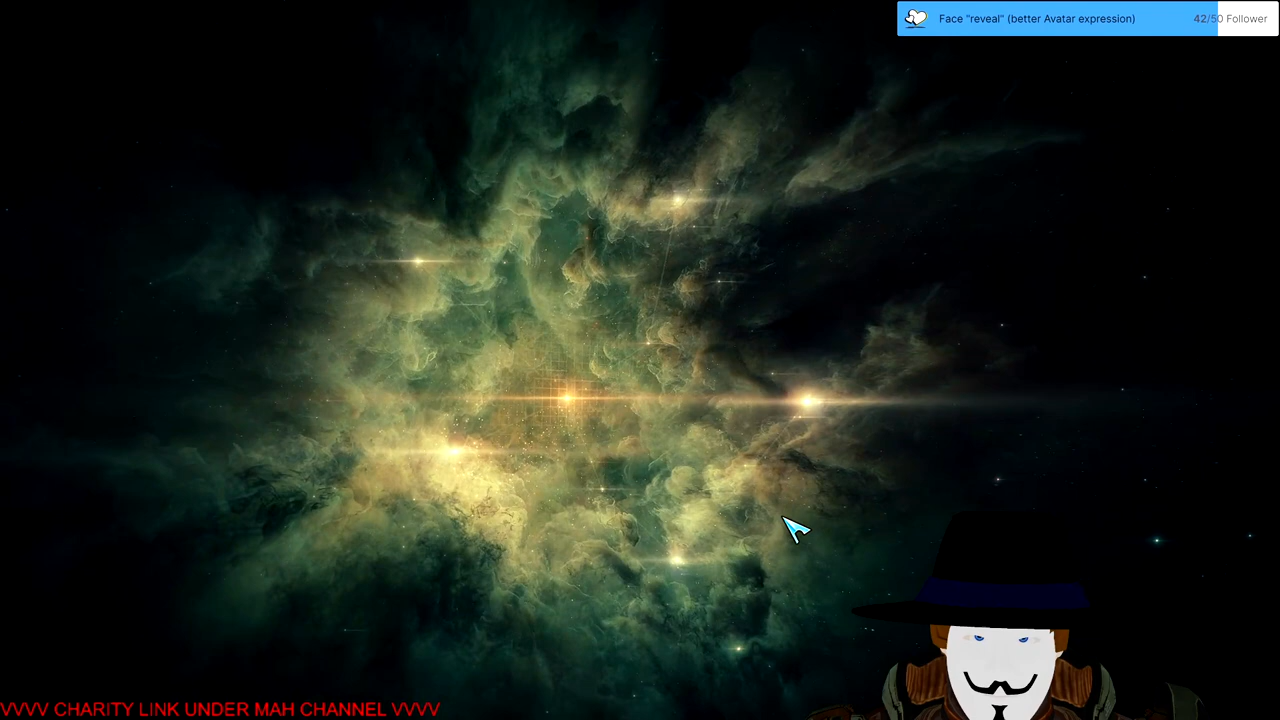 Face "reveal" (better Avatar expression) 42/50 Follower
VVVV CHARITY LINK UNDER MAH CHANNEL VVVV